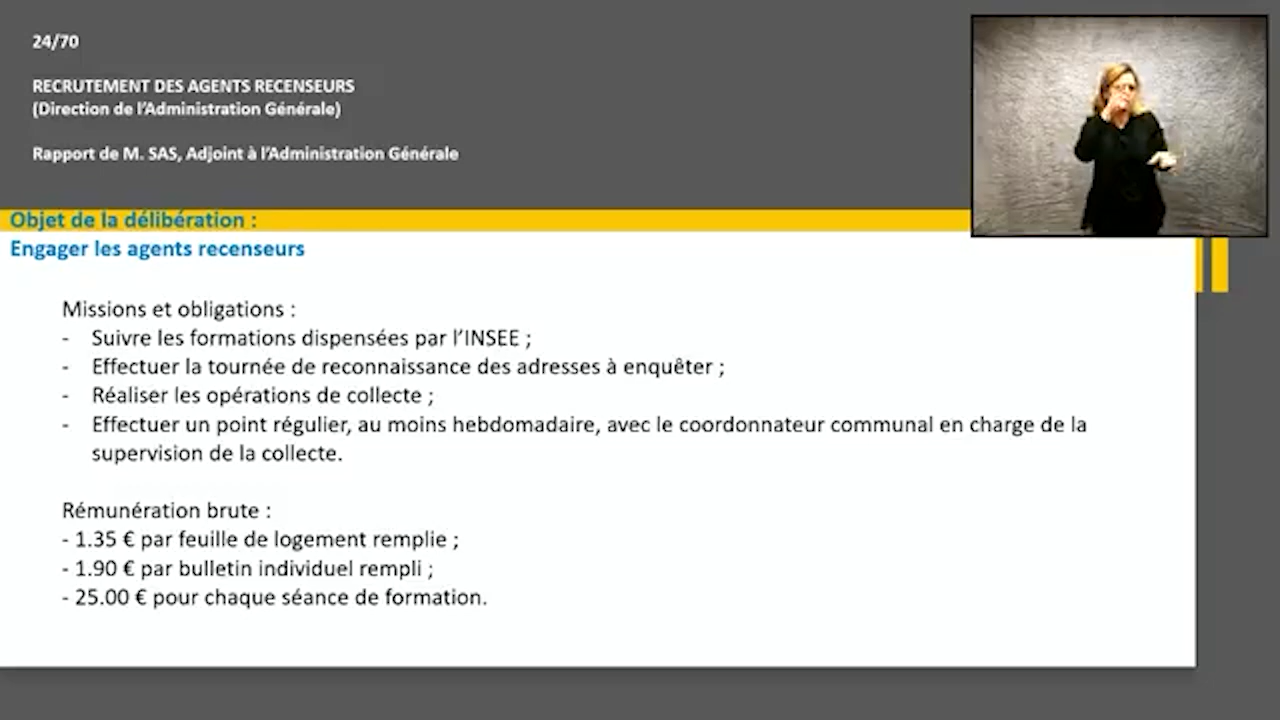 24/70
RECRUTEMENT DES AGENTS RECENSEURS
(Direction de l'Administration Générale)
Rapport de M. SAS, Adjoint à l'Administration Générale
Objet de la délibération :
Engager les agents recenseurs
Missions et obligations :
- Suivre les formations dispensées par l'INSEE ;
- Effectuer la tournée de reconnaissance des adresses à enquêter ;
- Réaliser les opérations de collecte ;
- Effectuer un point régulier, au moins hebdomadaire, avec le coordonnateur communal en charge de la
supervision de la collecte.
Rémunération brute :
- 1.35 € par feuille de logement remplie ;
- 1.90 € par bulletin individuel rempli ;
- 25.00 € pour chaque séance de formation.